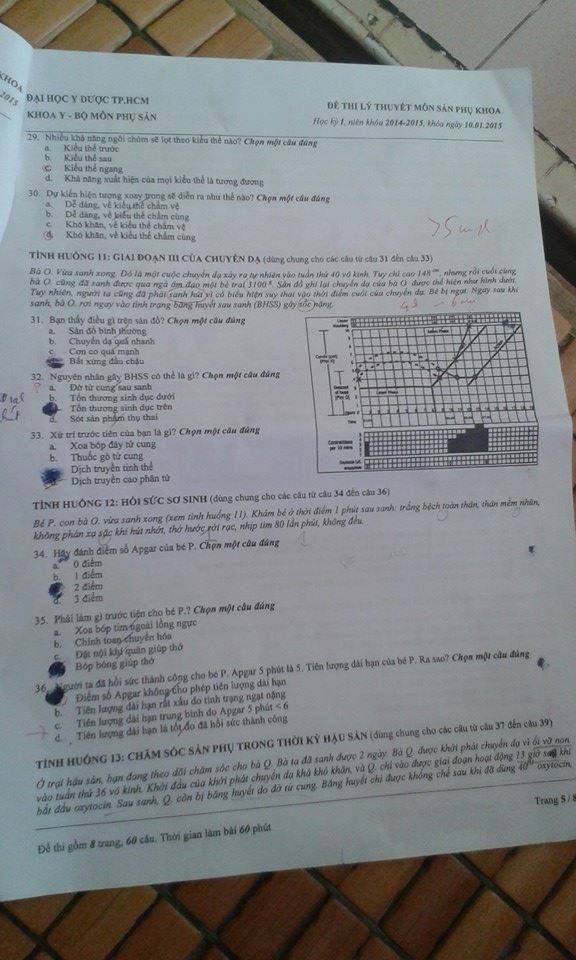 KHOA
2015
ĐẠI HỌC Y DƯỢC TP.HCM
KHOA Y - BỘ MÔN PHỤ SẢN
ĐỀ THI LÝ THUYẾT MÔN SẢN PHỤ KHOA
Học kỳ I, niên khóa 2014-2015, khóa ngày 10.01.2015
29. Nhiều khả năng ngôi chỏm sẽ lọt theo kiểu thế nào? Chọn một câu đúng
a. Kiểu thế trước
b. Kiểu thế sau
c. Kiểu thế ngang
d. Khả năng xuất hiện của mọi kiểu thế là tương đương
30. Dự kiến hiện tượng xoay trong sẽ diễn ra như thế nào? Chọn một câu đúng
a. Dễ dàng, về kiểu thế chẩm vệ
b. Dễ dàng, về kiểu thế chẩm cùng
c. Khó khăn, về kiểu thế chẩm vệ
d. Khó khăn, về kiểu thế chẩm cùng
TÌNH HUỐNG 11: GIAI ĐOẠN III CỦA CHUYỂN DẠ (dùng chung cho các câu từ câu 31 đến câu 33)
Bà O. Vừa sanh xong. Đó là một cuộc chuyển dạ xảy ra tự nhiên vào tuần thứ 40 vô kinh. Tuy chỉ cao 148 cm, nhưng rồi cuối cùng
bà O. cũng đã sanh được qua ngả âm đạo một bé trai 3100 g. Sản đồ ghi lại chuyển dạ của bà O. được thể hiện như hình dưới.
Tuy nhiên, người ta cũng đã phải sanh hút vì có biểu hiện suy thai vào thời điểm cuối của chuyển dạ. Bé bị ngạt. Ngay sau khi
sanh, bà O. rơi ngay vào tình trạng băng huyết sau sanh (BHSS) gây sốc nặng.
31. Bạn thấy điều gì trên sản đồ? Chọn một câu đúng
a. Sản đồ bình thường
b. Chuyển dạ quá nhanh
c. Cơn co quá mạnh
Bất xứng đầu chậu
32. Nguyên nhân gây BHSS có thể là gì? Chọn một câu đúng
a. Đờ tử cung sau sanh
b. Tổn thương sinh dục dưới
Tổn thương sinh dục trên
d. Sót sản phẩm thụ thai
33. Xử trí trước tiên của bạn là gì? Chọn một câu đúng
a. Xoa bóp đáy tử cung
b. Thuốc gò tử cung
Dịch truyền tinh thể
Dịch truyền cao phân tử
TÌNH HUỐNG 12: HỒI SỨC SƠ SINH (dùng chung cho các câu từ câu 34 đến câu 36)
Bé P. con bà O. vừa sanh xong (xem tình huống 11). Khám bé ở thời điểm 1 phút sau sanh: trắng bệch toàn thân, thân mềm nhũn,
không phản xạ sặc khi hút nhớt, thở hước rời rạc, nhịp tim 80 lần phút, không đều.
34. Hãy đánh điểm số Apgar của bé P. Chọn một câu đúng
a. 0 điểm
b. 1 điểm
2 điểm
d. 3 điểm
35. Phải làm gì trước tiên cho bé P.? Chọn một câu đúng
a. Xoa bóp tim ngoài lồng ngực
b. Chỉnh toan chuyển hóa
c. Đặt nội khí quản giúp thở
Bóp bóng giúp thở
36. Người ta đã hồi sức thành công cho bé P. Apgar 5 phút là 5. Tiên lượng dài hạn của bé P. Ra sao? Chọn một câu đúng
Điểm số Apgar không cho phép tiên lượng dài hạn
b. Tiên lượng dài hạn rất xấu do tình trạng ngạt nặng
c. Tiên lượng dài hạn trung bình do Apgar 5 phút < 6
d. Tiên lượng dài hạn là tốt do đã hồi sức thành công
TÌNH HUỐNG 13: CHĂM SÓC SẢN PHỤ TRONG THỜI KỲ HẬU SẢN (dùng chung cho các câu từ câu 37 đến câu 39)
Ở trại hậu sản, bạn đang theo dõi chăm sóc cho bà Q. Bà ta đã sanh được 2 ngày. Bà Q. được khởi phát chuyển dạ vì ối vỡ non
vào tuần thứ 36 vô kinh. Khởi đầu của khởi phát chuyển dạ khá khó khăn, và Q. chỉ vào được giai đoạn hoạt động 13 giờ sau khi
bắt đầu oxytocin. Sau sanh, Q. còn bị băng huyết do đờ tử cung. Băng huyết chỉ được khống chế sau khi đã dùng 40 oxytocin,
Đề thi gồm 8 trang, 60 câu. Thời gian làm bài 60 phút
Trang 5 / 8